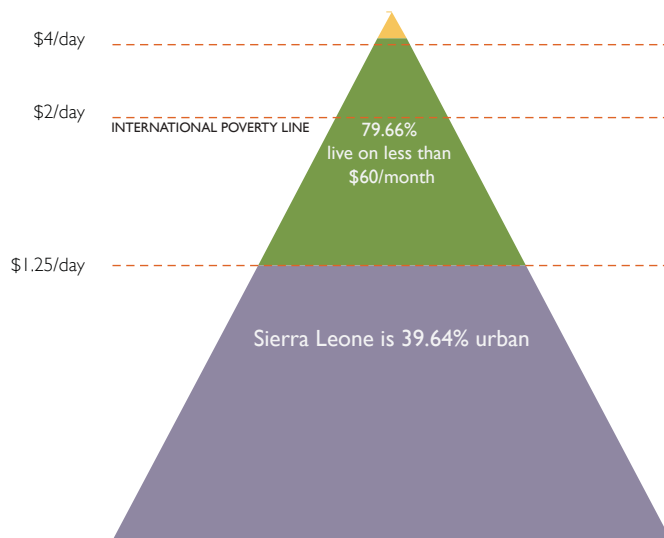 $4/day
$2/day
INTERNATIONAL POVERTY LINE
79.66%
live on less than
$60/month
$1.25/day
Sierra Leone is 39.64% urban